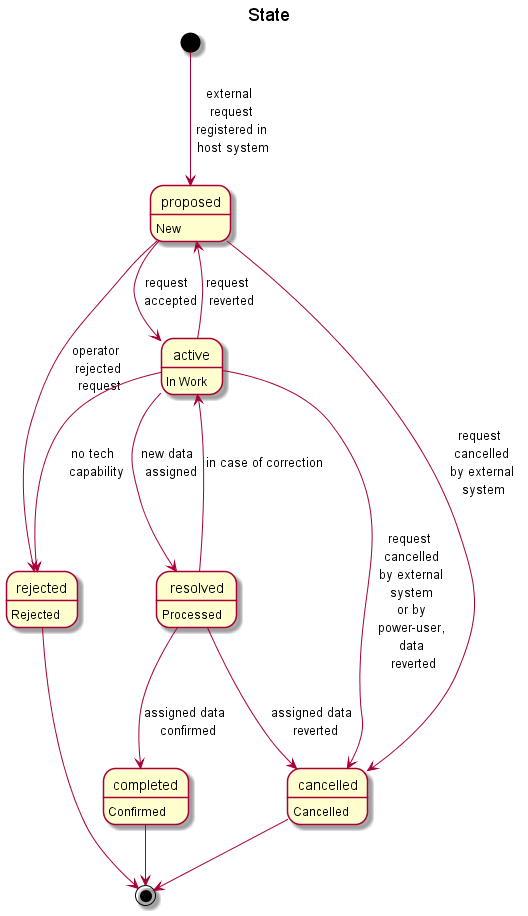 State
external
request
registered in
host system
proposed
New
request
accepted
request
reverted
operator
rejected
request
active
In Work
request
cancelled
by external
system
no tech
capability
new data
assigned
in case of correction
request
cancelled
by external
system
or by
power-user,
data
reverted
rejected
Rejected
resolved
Processed
assigned data
confirmed
assigned data
reverted
completed
Confirmed
cancelled
Cancelled